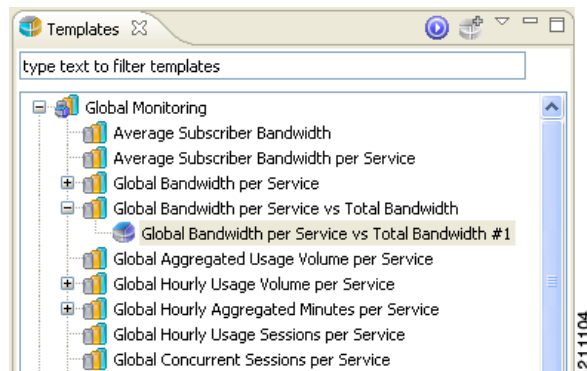 Templates
type text to filter templates
Global Monitoring
Average Subscriber Bandwidth
Average Subscriber Bandwidth per Service
Global Bandwidth per Service
Global Bandwidth per Service vs Total Bandwidth
Global Bandwidth per Service vs Total Bandwidth #1
Global Aggregated Usage Volume per Service
Global Hourly Usage Volume per Service
Global Hourly Aggregated Minutes per Service
Global Hourly Usage Sessions per Service
Global Concurrent Sessions per Service
211104